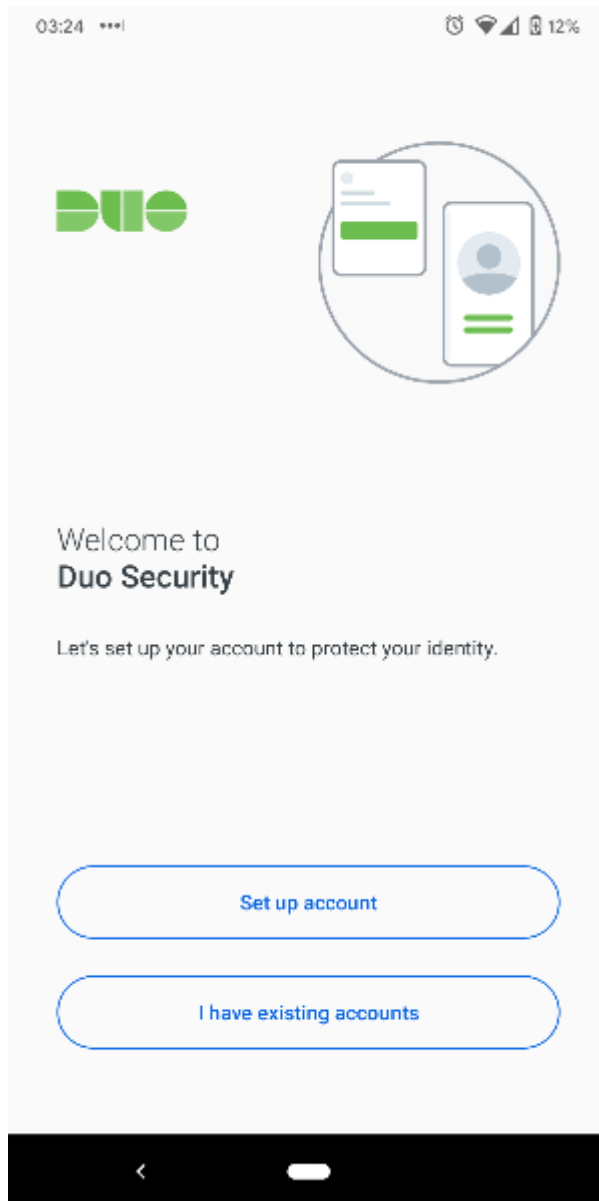 03:24
12%
DUO
Welcome to
Duo Security
Let's set up your account to protect your identity.
Set up account
I have existing accounts